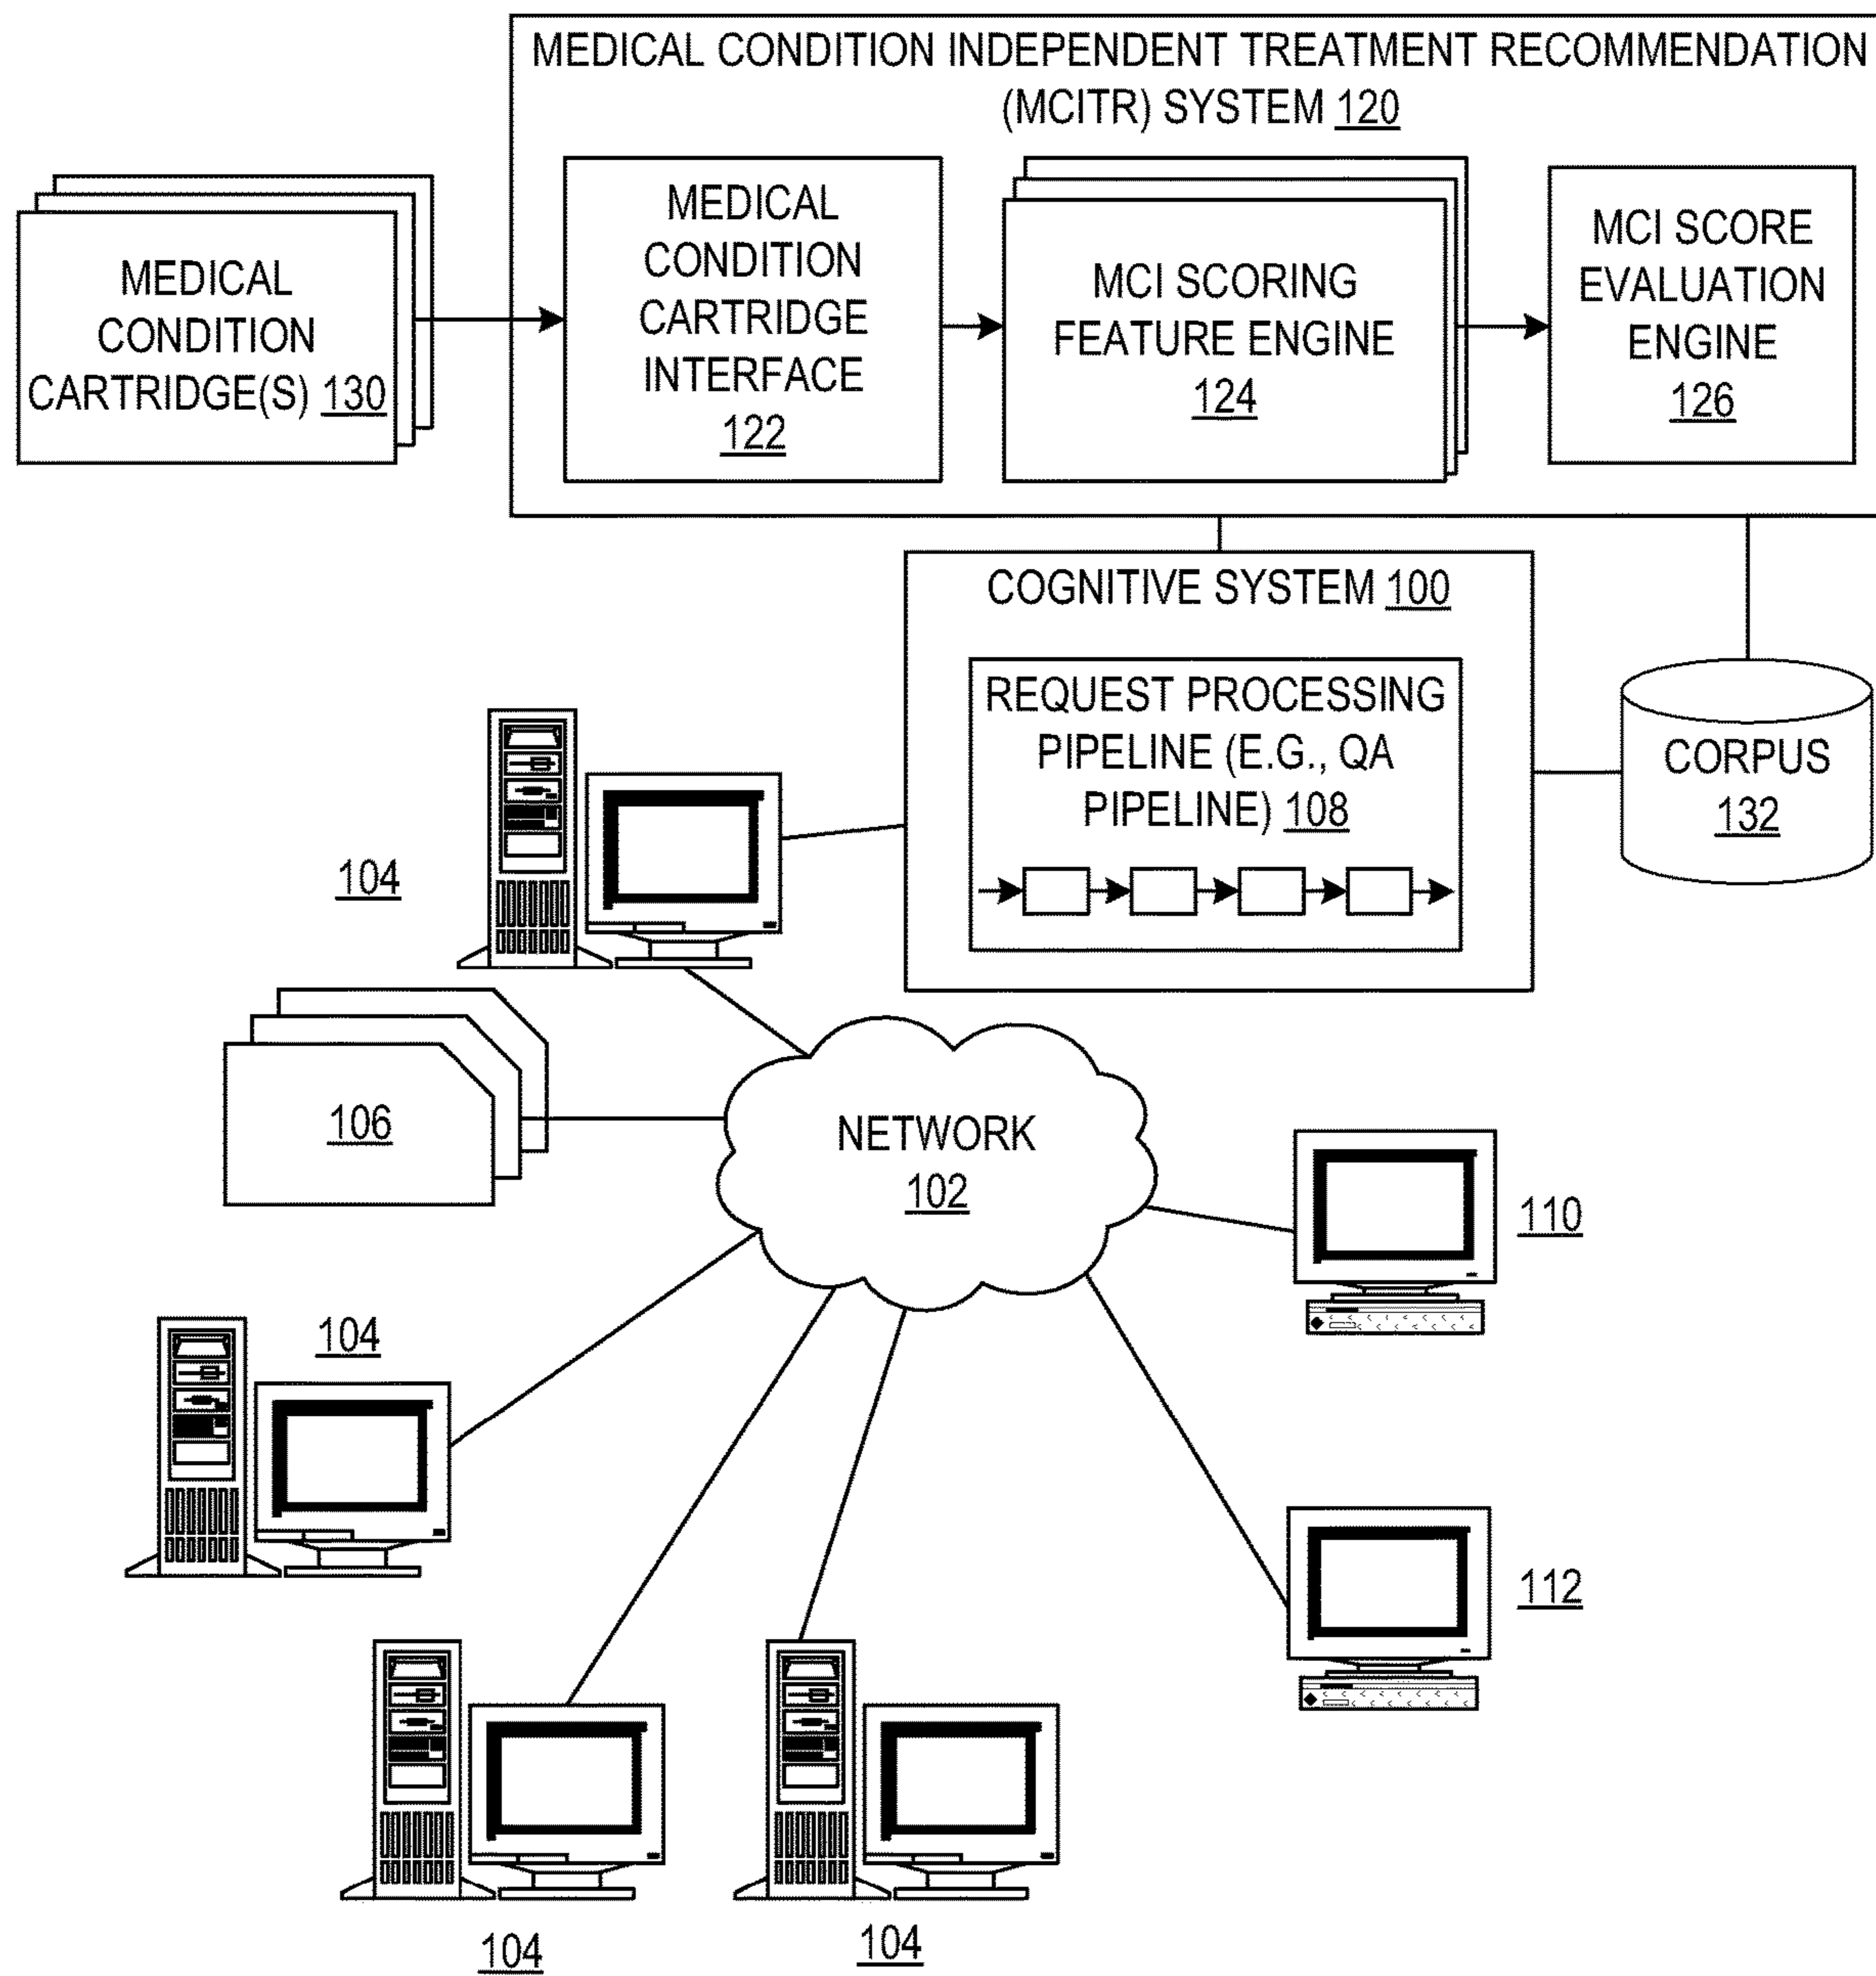 MEDICAL CONDITION INDEPENDENT TREATMENT RECOMMENDATION
(MCITR) SYSTEM 120
MEDICAL
CONDITION
CARTRIDGE(S) 130
MEDICAL
CONDITION
CARTRIDGE
INTERFACE
122
MCI SCORING
FEATURE ENGINE
124
MCI SCORE
EVALUATION
ENGINE
126
COGNITIVE SYSTEM 100
REQUEST PROCESSING
PIPELINE (E.G., QA
PIPELINE) 108
CORPUS
132
104
106
NETWORK
102
110
104
112
104
104